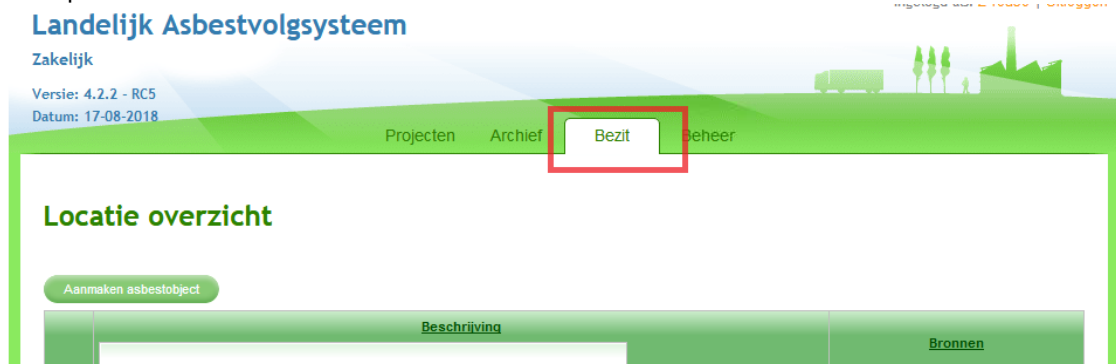 Landelijk Asbestvolgsysteem
Zakelijk
Versie: 4.2.2 - RC5
Datum: 17-08-2018
Projecten Archief Bezit Beheer
Locatie overzicht
Aanmaken asbestobject
Beschrijving
Bronnen